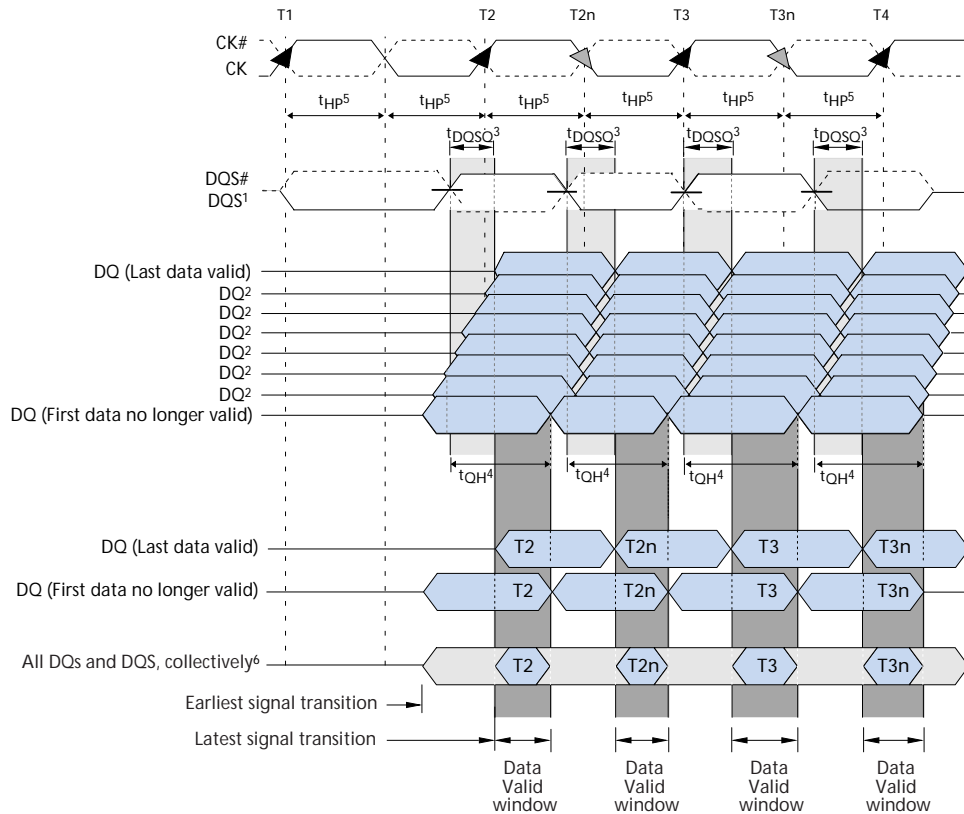 T1 T2 T2n T3 T3n T4
CK#
CK
tHP5 tHP5 tHP5 tHP5 tHP5 tHP5
tDQSQ3 tDQSQ3 tDQSQ3 tDQSQ3
DQS#
DQS1
DQ (Last data valid)
DQ2
DQ2
DQ2
DQ2
DQ2
DQ2
DQ (First data no longer valid)
tQH4 tQH4 tQH4 tQH4
DQ (Last data valid) T2 T2n T3 T3n
DQ (First data no longer valid) T2 T2n T3 T3n
All DQs and DQS, collectively6 T2 T2n T3 T3n
Earliest signal transition
Latest signal transition
Data Data Data Data
Valid Valid Valid Valid
window window window window